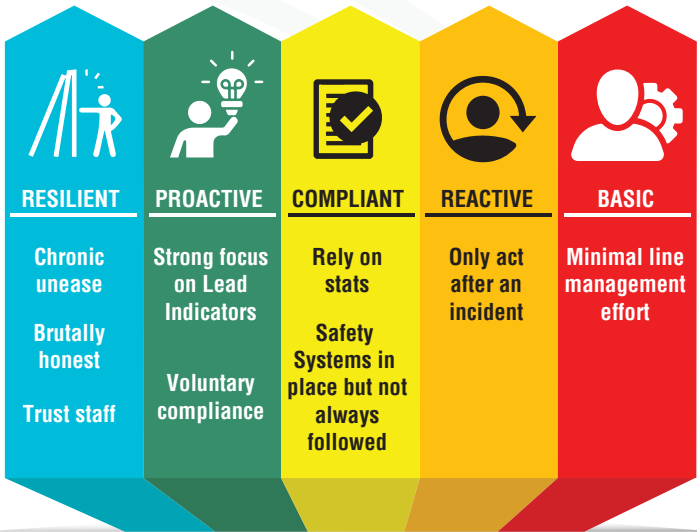 RESILIENT
Chronic
unease
Brutally
honest
Trust staff
PROACTIVE
Strong focus
on Lead
Indicators
Voluntary
compliance
COMPLIANT
Rely on
stats
Safety
Systems in
place but not
always
followed
REACTIVE
Only act
after an
incident
BASIC
Minimal line
management
effort